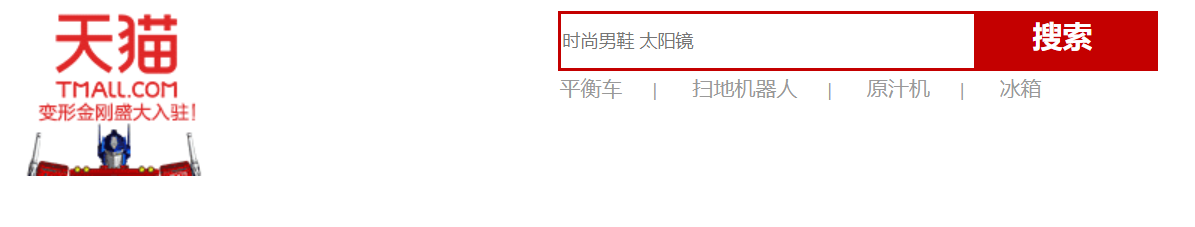 天猫
TMALL.COM
变形金刚盛大入驻!
时尚男鞋 太阳镜
搜索
平衡车 | 扫地机器人 | 原汁机 | 冰箱